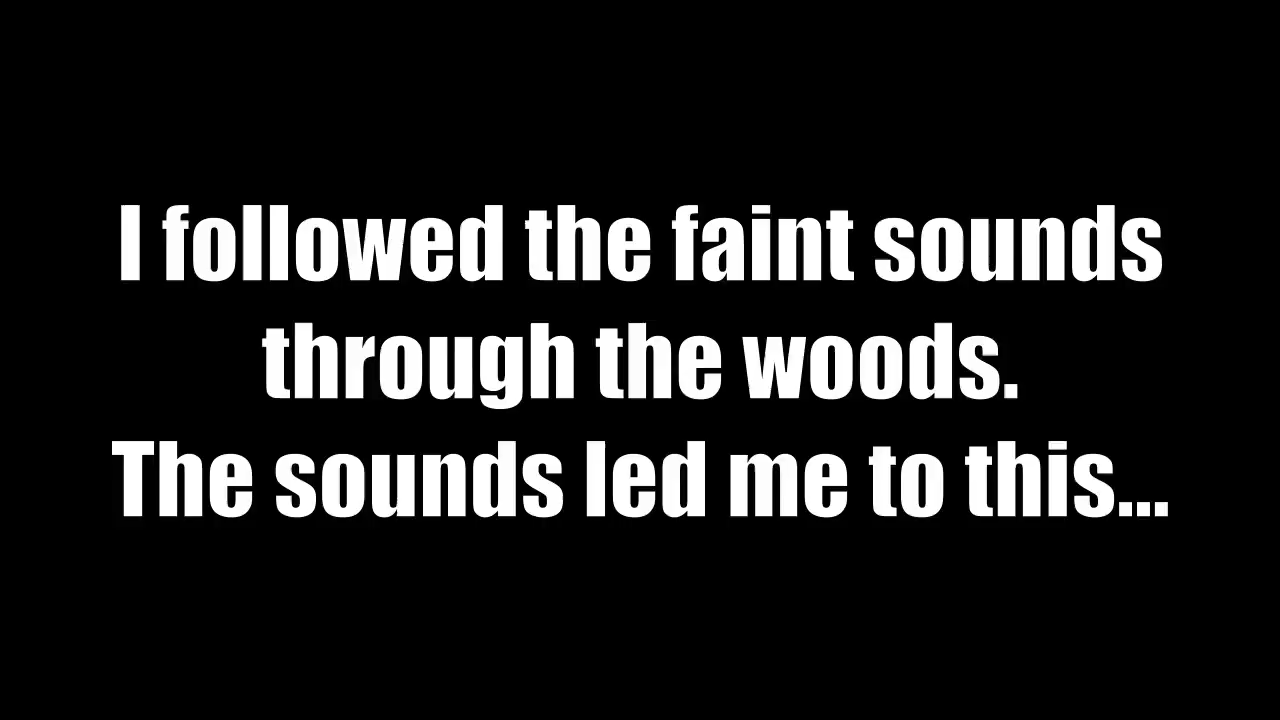 I followed the faint sounds
through the woods.
The sounds led me to this...